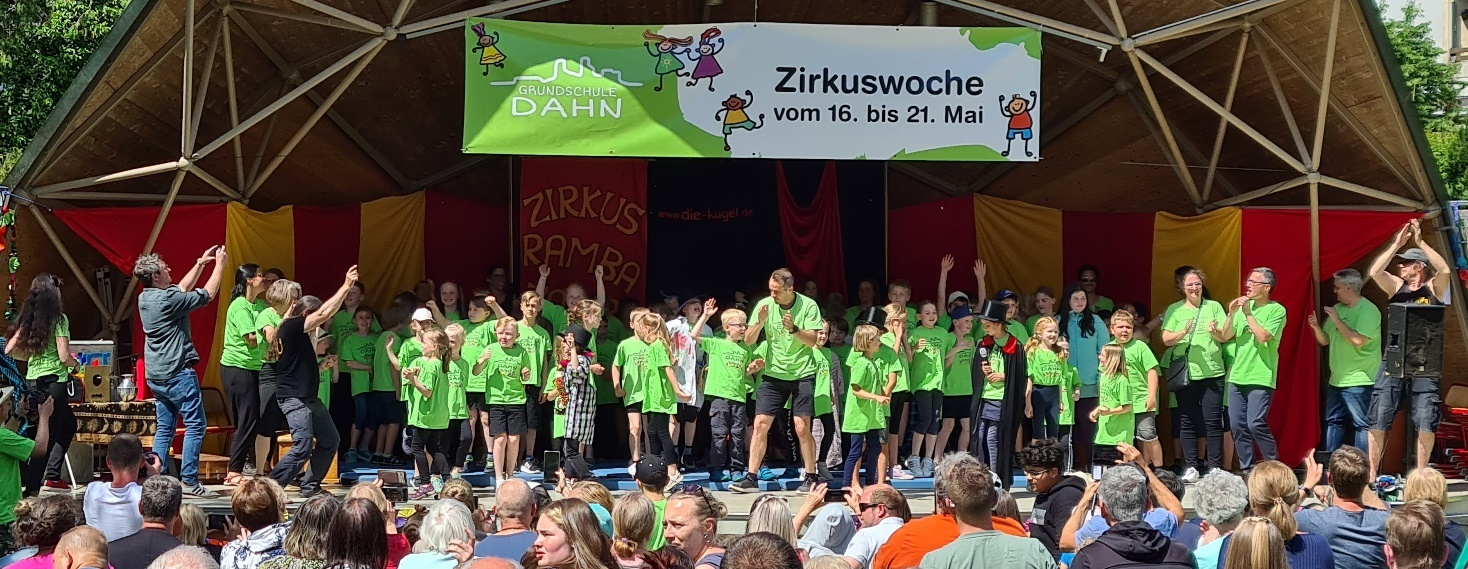 GRUNDSCHULE
DAHN
Zirkuswoche
vom 16. bis 21. Mai
ZIRKUS
RAMBA
www.die-kugel.de